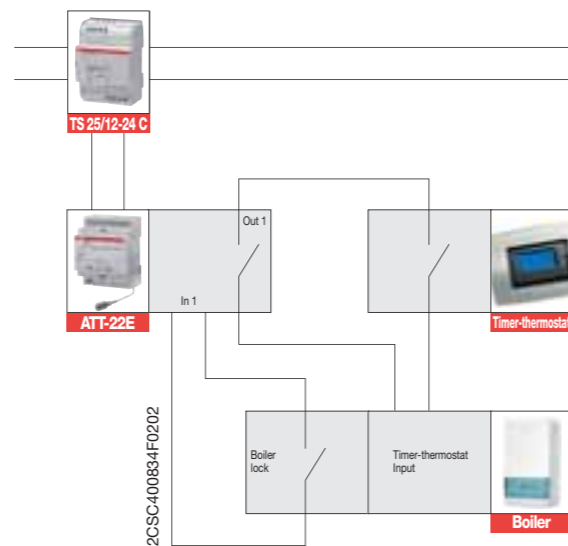 TS 25/12-24 C
Out 1
In 1
ATT-22E
Timer-thermostat
2CSC400834F0202
Boiler
lock
Timer-thermostat
Input
Boiler